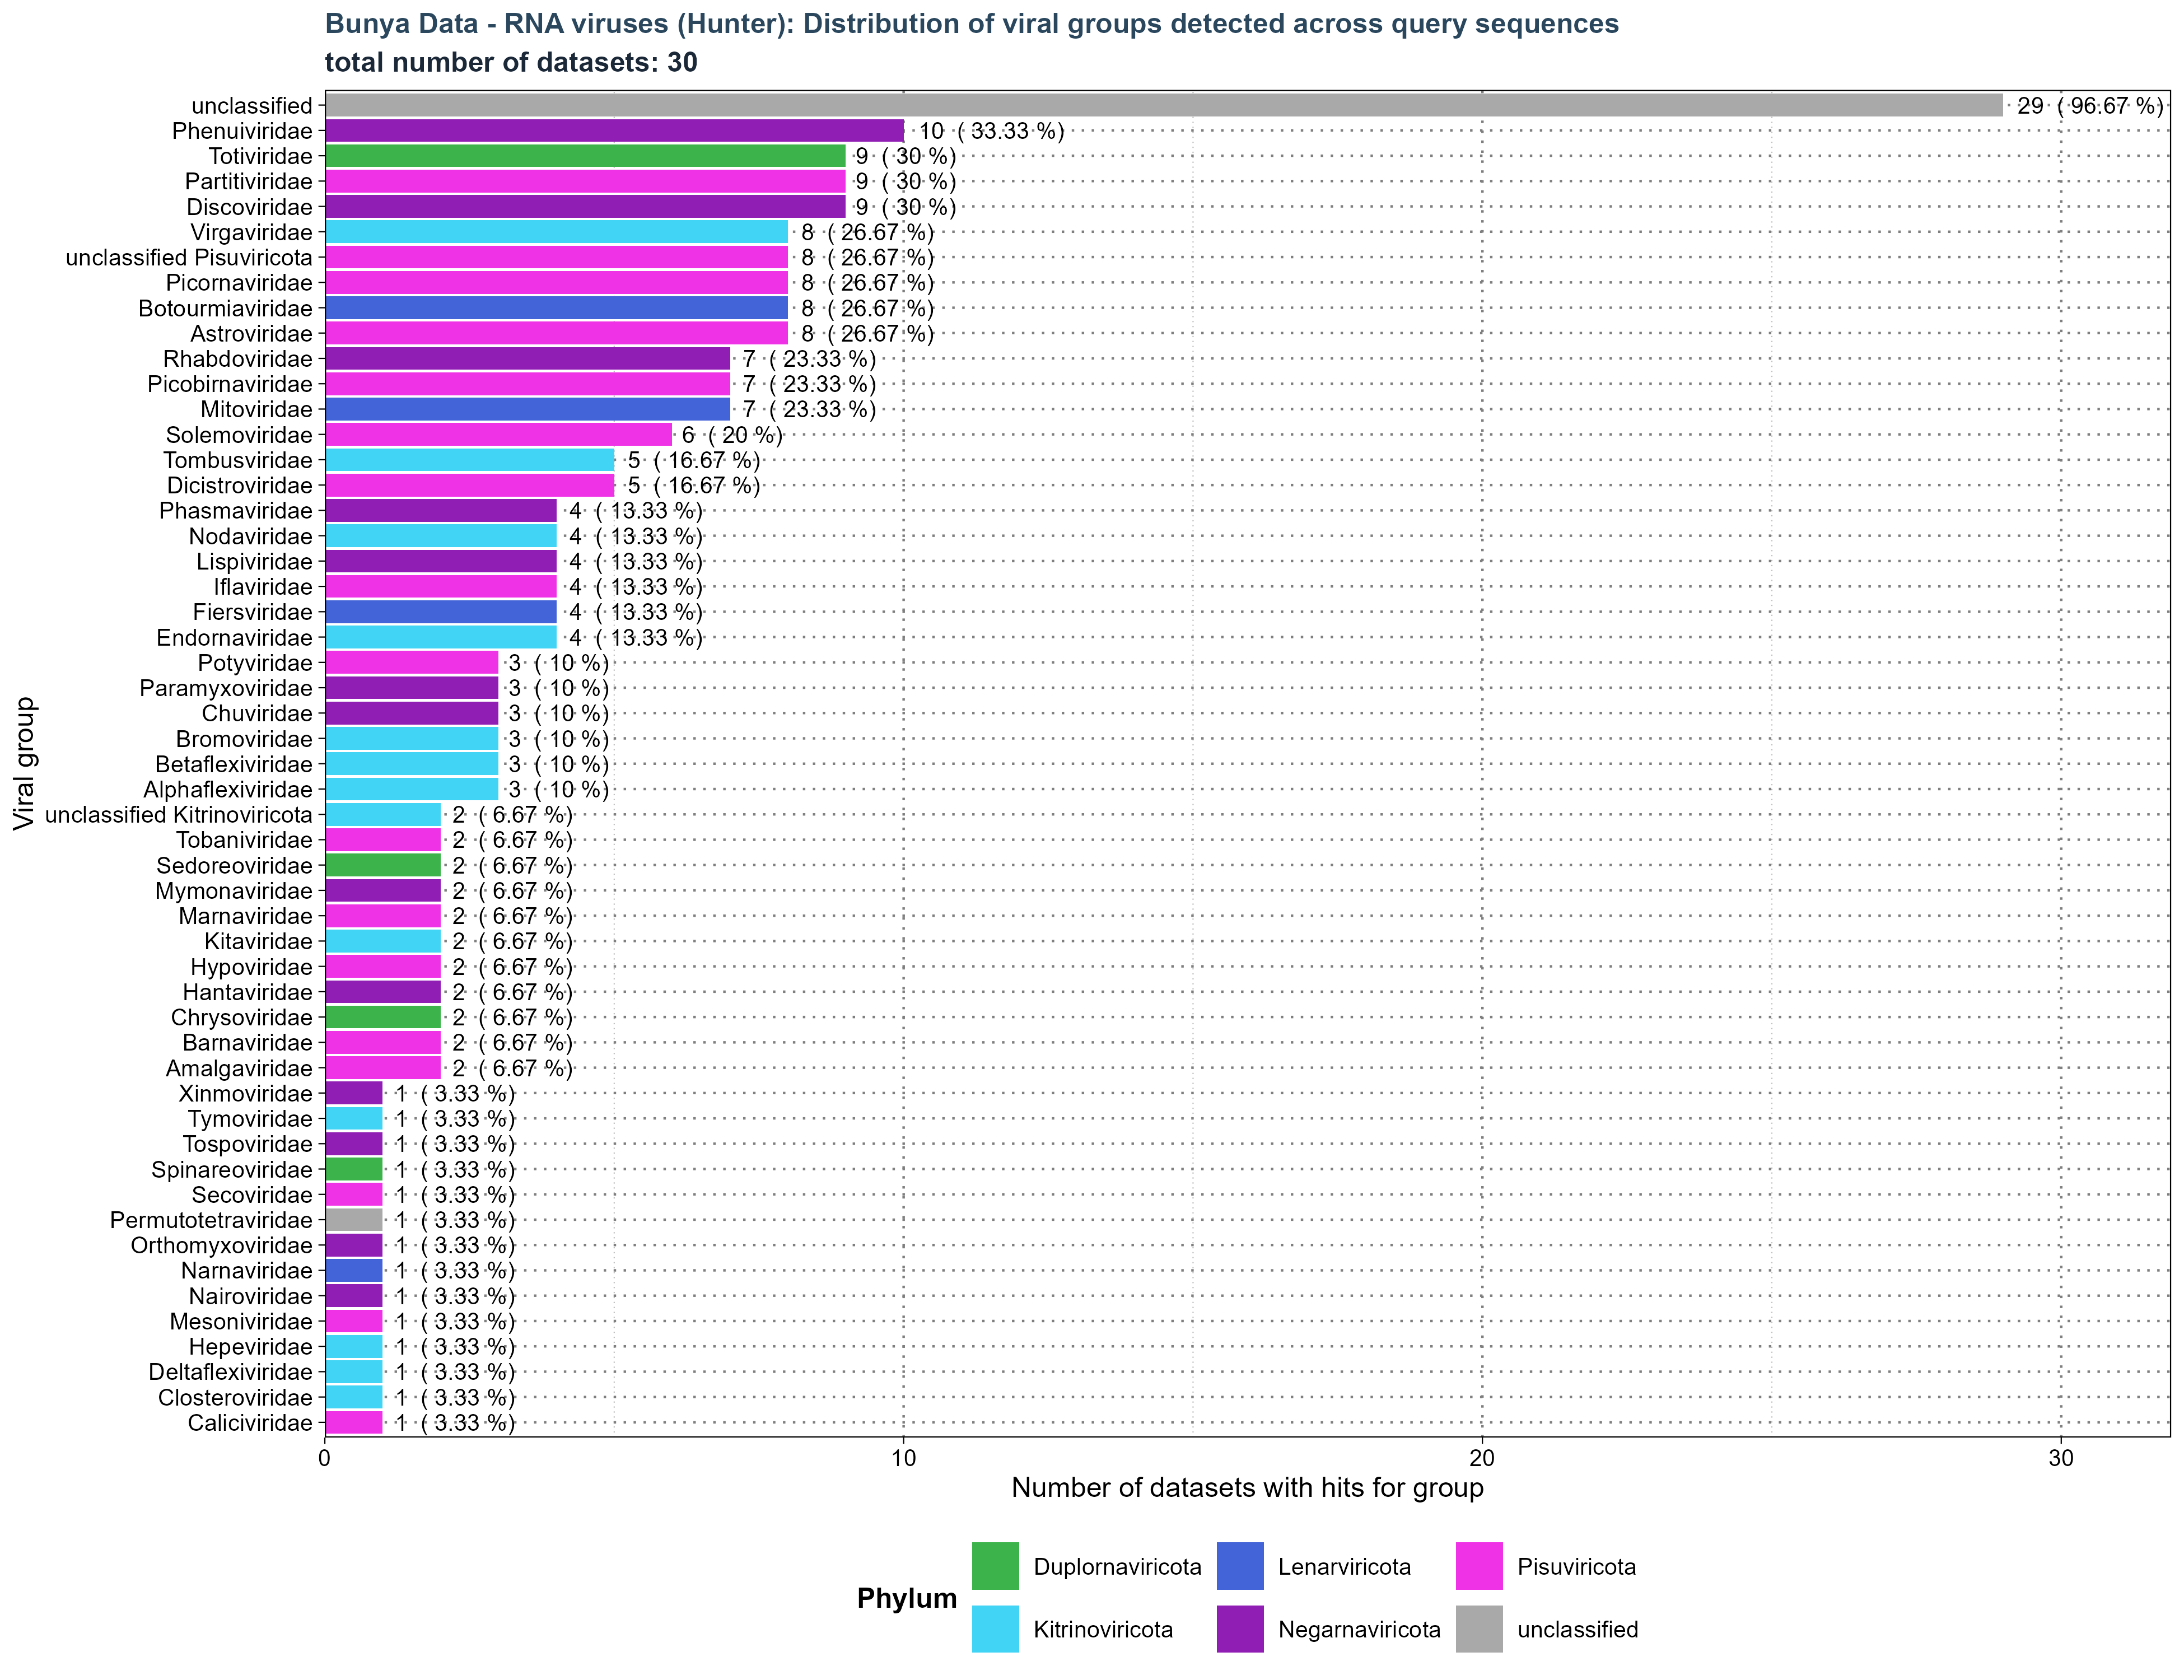 Bunya Data - RNA viruses (Hunter): Distribution of viral groups detected across query sequences
total number of datasets: 30
Viral group
unclassified 29 ( 96.67 %)
Phenuiviridae 10 ( 33.33 %)
Totiviridae 9 ( 30 %)
Partitiviridae 9 ( 30 %)
Discoviridae 9 ( 30 %)
Virgaviridae 8 ( 26.67 %)
unclassified Pisuviricota 8 ( 26.67 %)
Picornaviridae 8 ( 26.67 %)
Botourmiaviridae 8 ( 26.67 %)
Astroviridae 8 ( 26.67 %)
Rhabdoviridae 7 ( 23.33 %)
Picobirnaviridae 7 ( 23.33 %)
Mitoviridae 7 ( 23.33 %)
Solemoviridae 6 ( 20 %)
Tombusviridae 5 ( 16.67 %)
Dicistroviridae 5 ( 16.67 %)
Phasmaviridae 4 ( 13.33 %)
Nodaviridae 4 ( 13.33 %)
Lispiviridae 4 ( 13.33 %)
Iflaviridae 4 ( 13.33 %)
Fiersviridae 4 ( 13.33 %)
Endornaviridae 4 ( 13.33 %)
Potyviridae 3 ( 10 %)
Paramyxoviridae 3 ( 10 %)
Chuviridae 3 ( 10 %)
Bromoviridae 3 ( 10 %)
Betaflexiviridae 3 ( 10 %)
Alphaflexiviridae 3 ( 10 %)
unclassified Kitrinoviricota 2 ( 6.67 %)
Tobaniviridae 2 ( 6.67 %)
Sedoreoviridae 2 ( 6.67 %)
Mymonaviridae 2 ( 6.67 %)
Marnaviridae 2 ( 6.67 %)
Kitaviridae 2 ( 6.67 %)
Hypoviridae 2 ( 6.67 %)
Hantaviridae 2 ( 6.67 %)
Chrysoviridae 2 ( 6.67 %)
Barnaviridae 2 ( 6.67 %)
Amalgaviridae 2 ( 6.67 %)
Xinmoviridae 1 ( 3.33 %)
Tymoviridae 1 ( 3.33 %)
Tospoviridae 1 ( 3.33 %)
Spinareoviridae 1 ( 3.33 %)
Secoviridae 1 ( 3.33 %)
Permutotetraviridae 1 ( 3.33 %)
Orthomyxoviridae 1 ( 3.33 %)
Narnaviridae 1 ( 3.33 %)
Nairoviridae 1 ( 3.33 %)
Mesoniviridae 1 ( 3.33 %)
Hepeviridae 1 ( 3.33 %)
Deltaflexiviridae 1 ( 3.33 %)
Closteroviridae 1 ( 3.33 %)
Caliciviridae 1 ( 3.33 %)
0 10 20 30
Number of datasets with hits for group
Phylum
Duplornaviricota Lenarviricota Pisuviricota
Kitrinoviricota Negarnaviricota unclassified